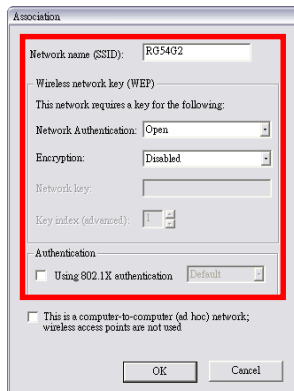 Association
Network name (SSID): RG54G2
Wireless network key (WEP)
This network requires a key for the following:
Network Authentication: Open
Encryption: Disabled
Network key:
Key index (advanced): 1
Authentication
Using 802.1X authentication Default
This is a computer-to-computer (ad hoc) network;
wireless access points are not used
OK Cancel